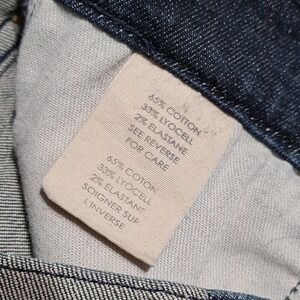 65% COTTON
33% LYOCELL
2% ELASTANE
SEE REVERSE
FOR CARE
65% COTON
33% LYOCELL
2% ELASTANE
SOIGNER SUR
L'INVERSE